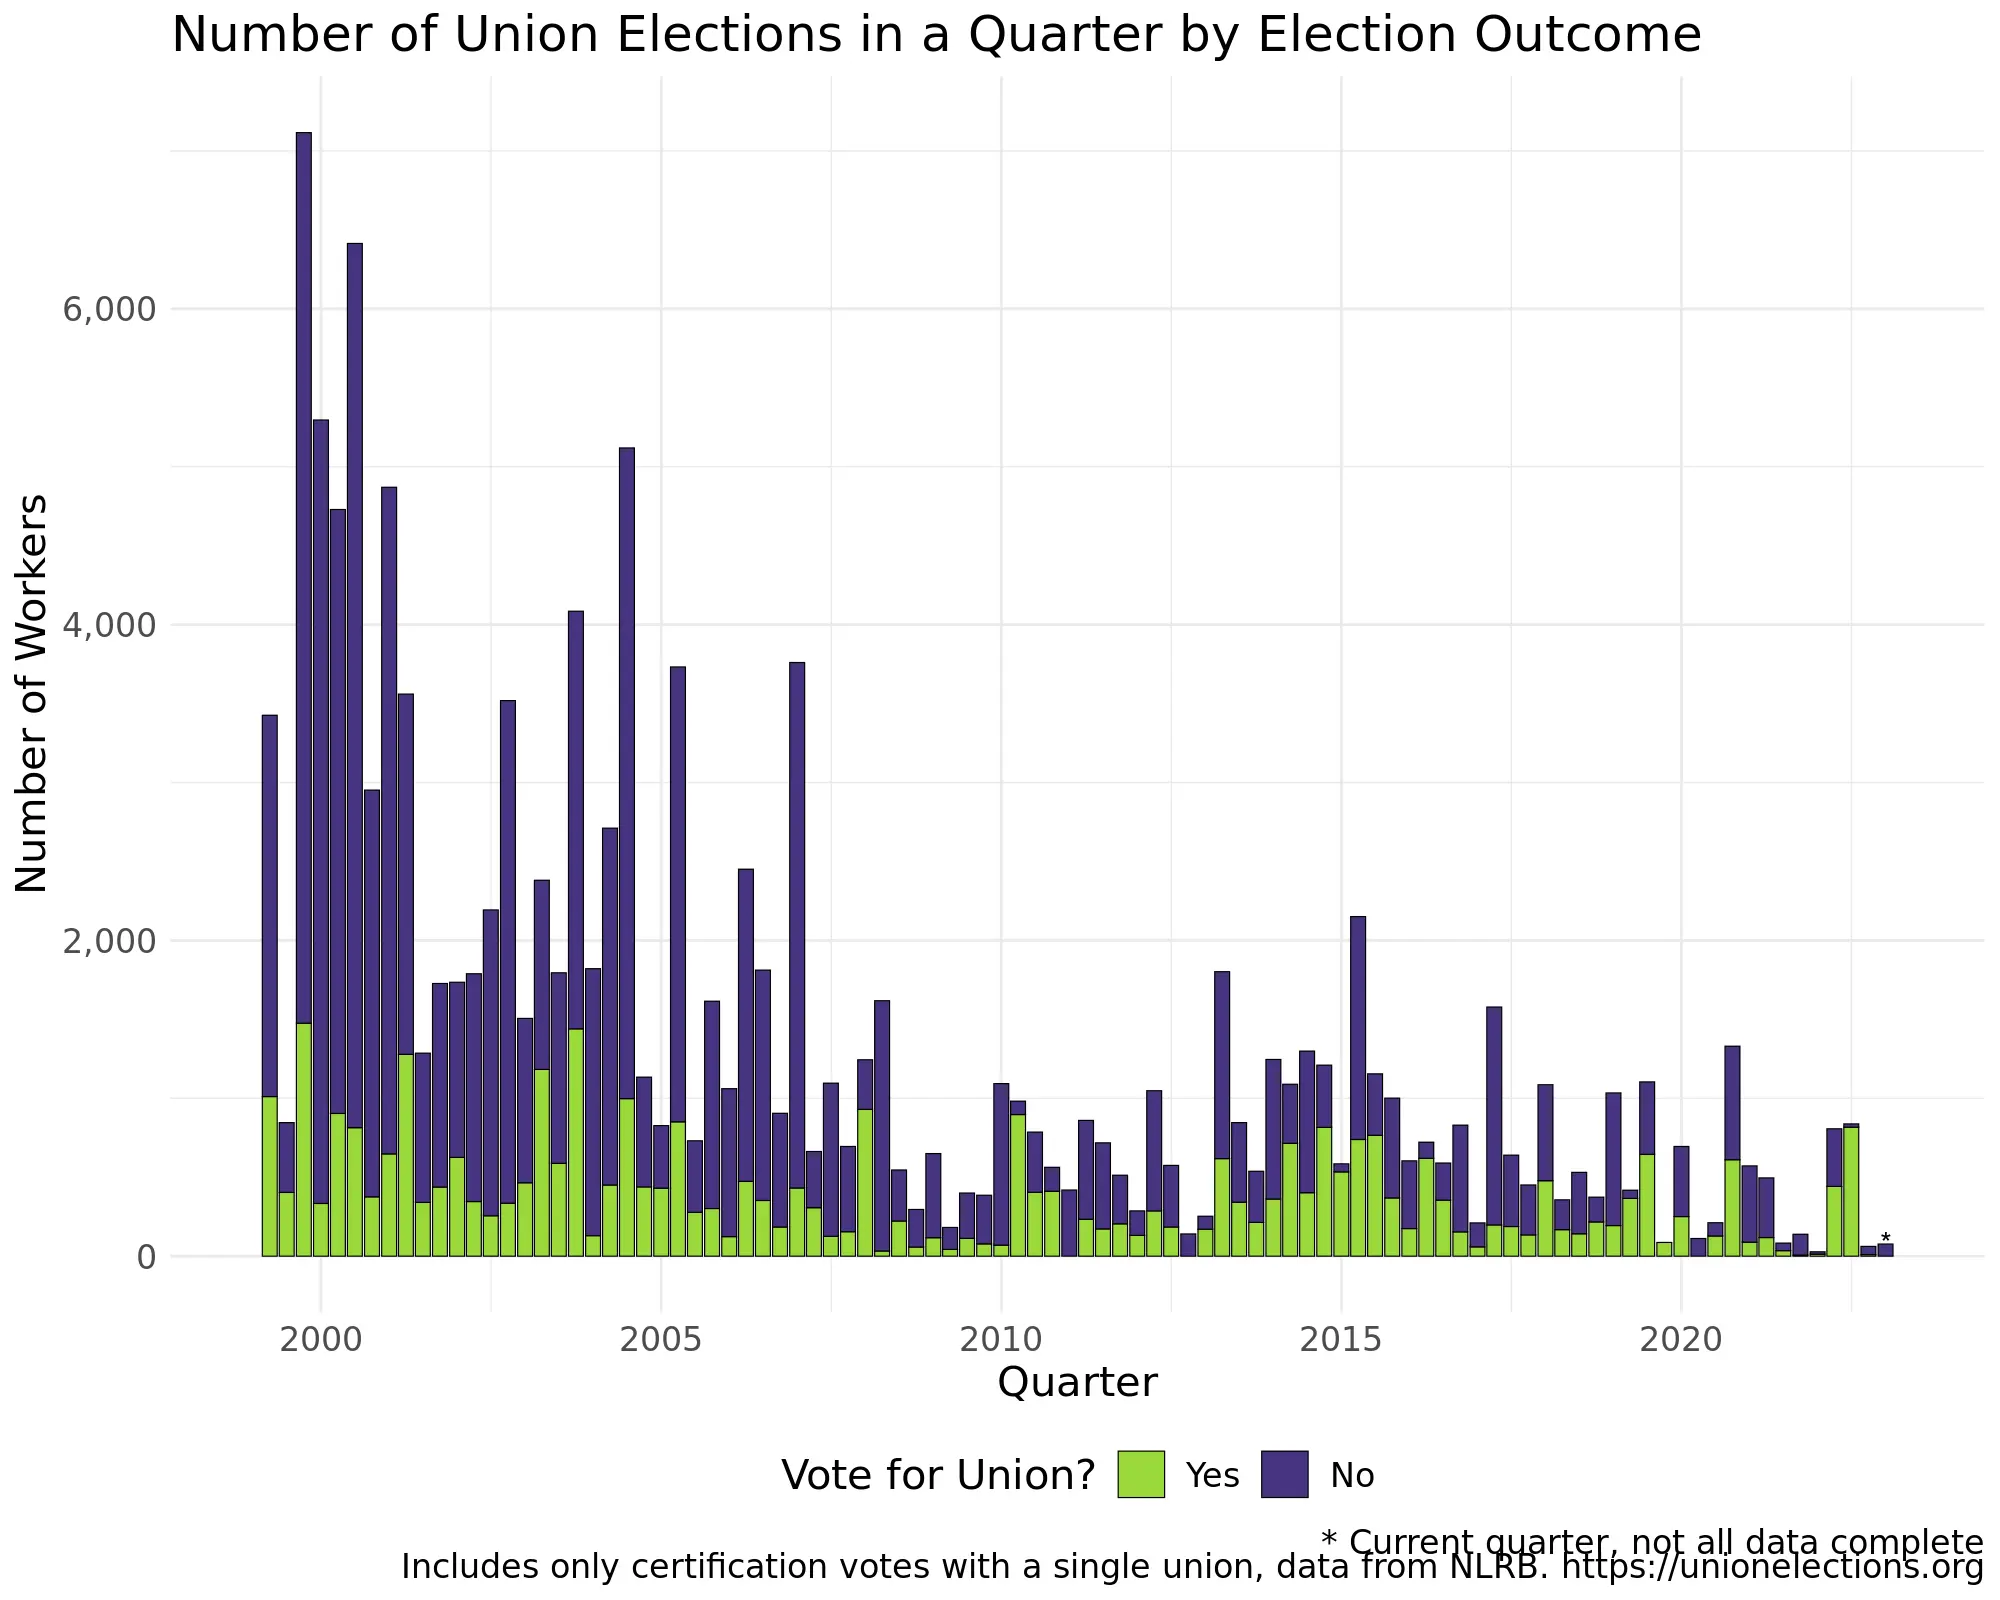 Number of Union Elections in a Quarter by Election Outcome
Number of Workers
6,000
4,000
2,000
0
*
2000 2005 2010 2015 2020
Quarter
Vote for Union? Yes No
* Current quarter, not all data complete
Includes only certification votes with a single union, data from NLRB. https://unionelections.org